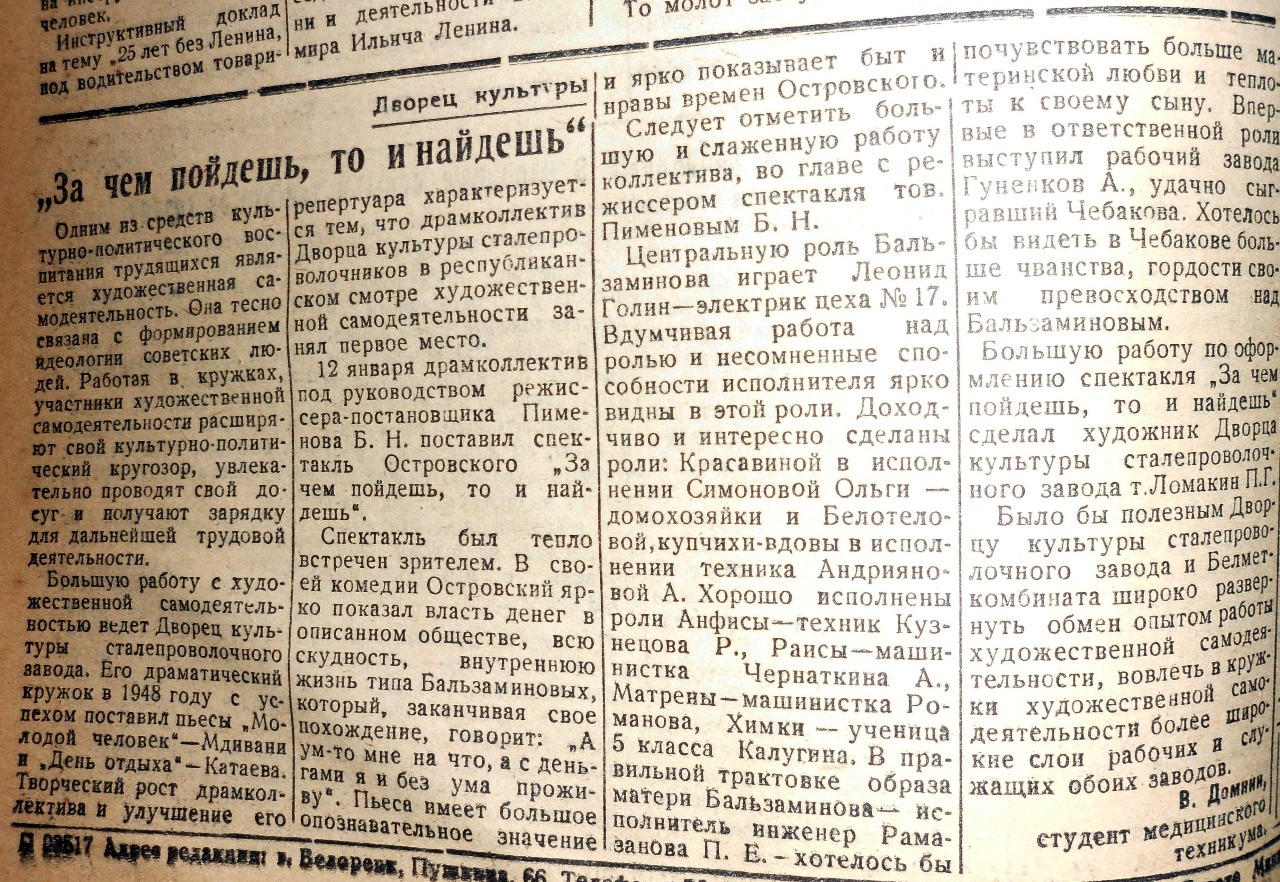 человек.
Инструктивный доклад
на тему „25 лет без Ленина,
под водительством товари-
ни и деятельности
мира Ильича Ленина.
То молот
Дворец культуры
„За чем пойдешь, то и найдешь“
Одним из средств куль-
турно-политического вос-
питания трудящихся явля-
ется художественная са-
модеятельность. Она тесно
связана с формированием
идеологии советских лю-
дей. Работая в кружках,
участники художественной
самодеятельности расширя-
ют свой культурно-полити-
ческий кругозор, увлека-
тельно проводят свой до-
суг и получают зарядку
для дальнейшей трудовой
деятельности.
Большую работу с худо-
жественной самодеятель-
ностью ведет Дворец куль-
туры сталепроволочного
завода. Его драматический
кружок в 1948 году с ус-
пехом поставил пьесы „Мо-
лодой человек“—Мдивани
и „День отдыха“—Катаева.
Творческий рост драмкол-
лектива и улучшение его
репертуара характеризует-
ся тем, что драмколлектив
Дворца культуры сталепро-
волочников в республикан-
ском смотре художествен-
ной самодеятельности за-
нял первое место.
12 января драмколлектив
под руководством режис-
сера-постановщика Пиме-
нова Б. Н. поставил спек-
такль Островского „За
чем пойдешь, то и най-
дешь“.
Спектакль был тепло
встречен зрителем. В сво-
ей комедии Островский яр-
ко показал власть денег в
описанном обществе, всю
скудность, внутреннюю
жизнь типа Бальзаминовых,
который, заканчивая свое
похождение, говорит: „А
ум-то мне на что, а с день-
гами я и без ума прожи-
ву“. Пьеса имеет большое
опознавательное значение
и ярко показывает быт и
нравы времен Островского.
Следует отметить боль-
шую и слаженную работу
коллектива, во главе с ре-
жиссером спектакля тов.
Пименовым Б. Н.
Центральную роль Баль-
заминова играет Леонид
Голин—электрик цеха № 17.
Вдумчивая работа над
ролью и несомненные спо-
собности исполнителя ярко
видны в этой роли. Доход-
чиво и интересно сделаны
роли: Красавиной в испол-
нении Симоновой Ольги —
домохозяйки и Белотело-
вой,купчихи-вдовы в испол-
нении техника Андрияно-
вой А. Хорошо исполнены
роли Анфисы—техник Куз-
нецова Р., Раисы—маши-
нистка Чернаткина А.,
Матрены—машинистка Ро-
манова, Химки — ученица
5 класса Калугина. В пра-
вильной трактовке образа
матери Бальзаминова— ис-
полнитель инженер Рама-
занова П. Е.- хотелось бы
почувствовать больше ма-
теринской любви и тепло-
ты к своему сыну. Впер-
вые в ответственной роли
выступил рабочий завода
Гуненков А., удачно сыг-
равший Чебакова. Хотелось
бы видеть в Чебакове боль-
ше чванства, гордости сво-
им превосходством над
Бальзаминовым.
Большую работу по офор-
млению спектакля „За чем
пойдешь, то и найдешь“
сделал художник Дворца
культуры сталепроволоч-
ного завода т.Ломакин П.Г.
Было бы полезным Двор-
цу культуры сталепрово-
лочного завода и Белмет-
комбината широко развер-
нуть обмен опытом работы
художественной самодея-
тельности, вовлечь в круж-
ки художественной само-
деятельности более широ-
кие слои рабочих и слу-
жащих обоих заводов.
В. Домнин,
студент медицинского
техникума.
Адрес редакции: г. Белорецк, Пушкина, 66.